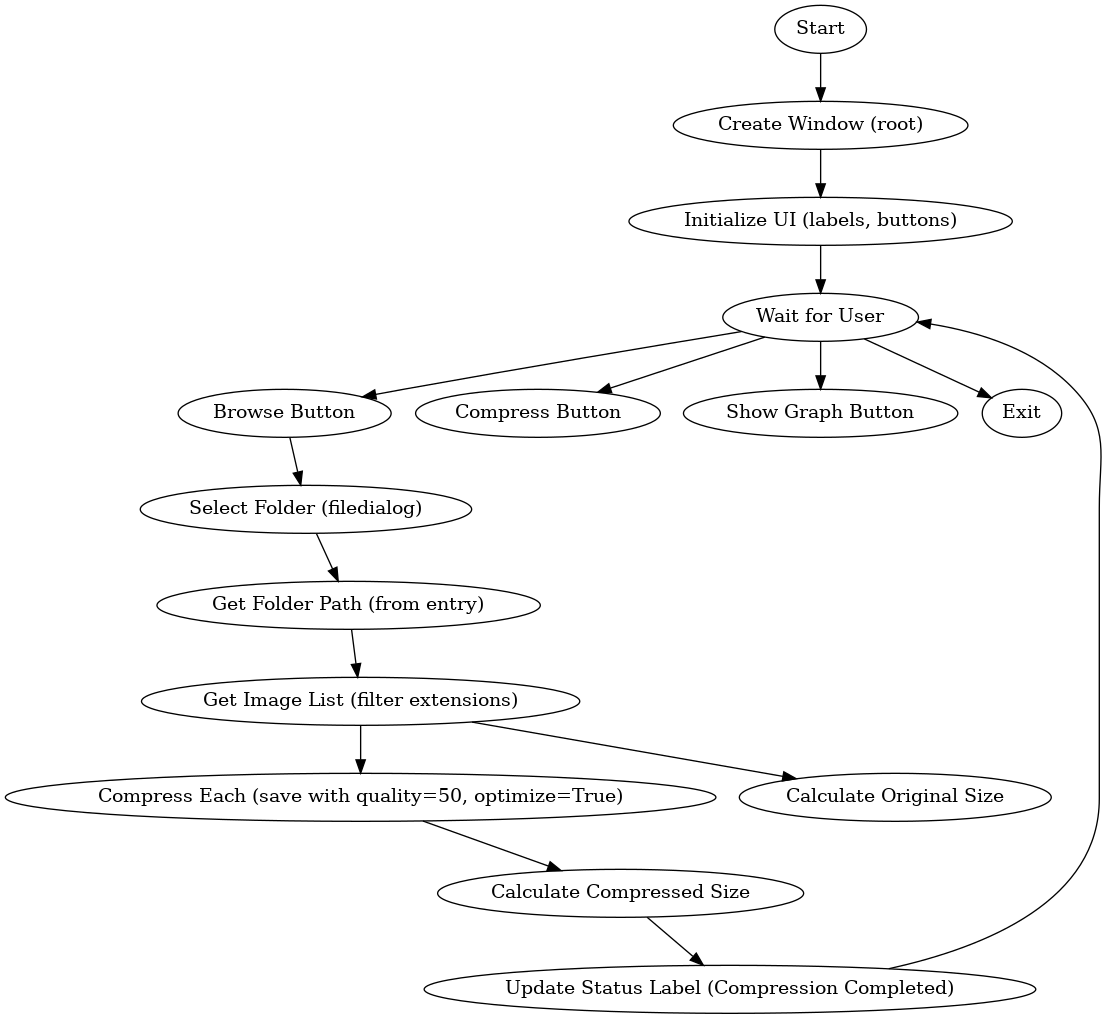 Start
Create Window (root)
Initialize UI (labels, buttons)
Wait for User
Browse Button
Compress Button
Show Graph Button
Exit
Select Folder (filedialog)
Get Folder Path (from entry)
Get Image List (filter extensions)
Compress Each (save with quality=50, optimize=True)
Calculate Original Size
Calculate Compressed Size
Update Status Label (Compression Completed)